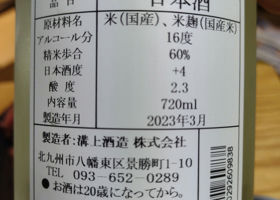 品目 日本酒
原材料名 米(国産)、米麹(国産米)
アルコール分 16度
精米歩合 60%
日本酒度 +4
酸度 2.3
内容量 720ml
製造年月 2023年3月
製造者:溝上酒造 株式会社
北九州市八幡東区景勝町1-10
TEL 093-652-0289
●お酒は20歳になってから。
0292609838